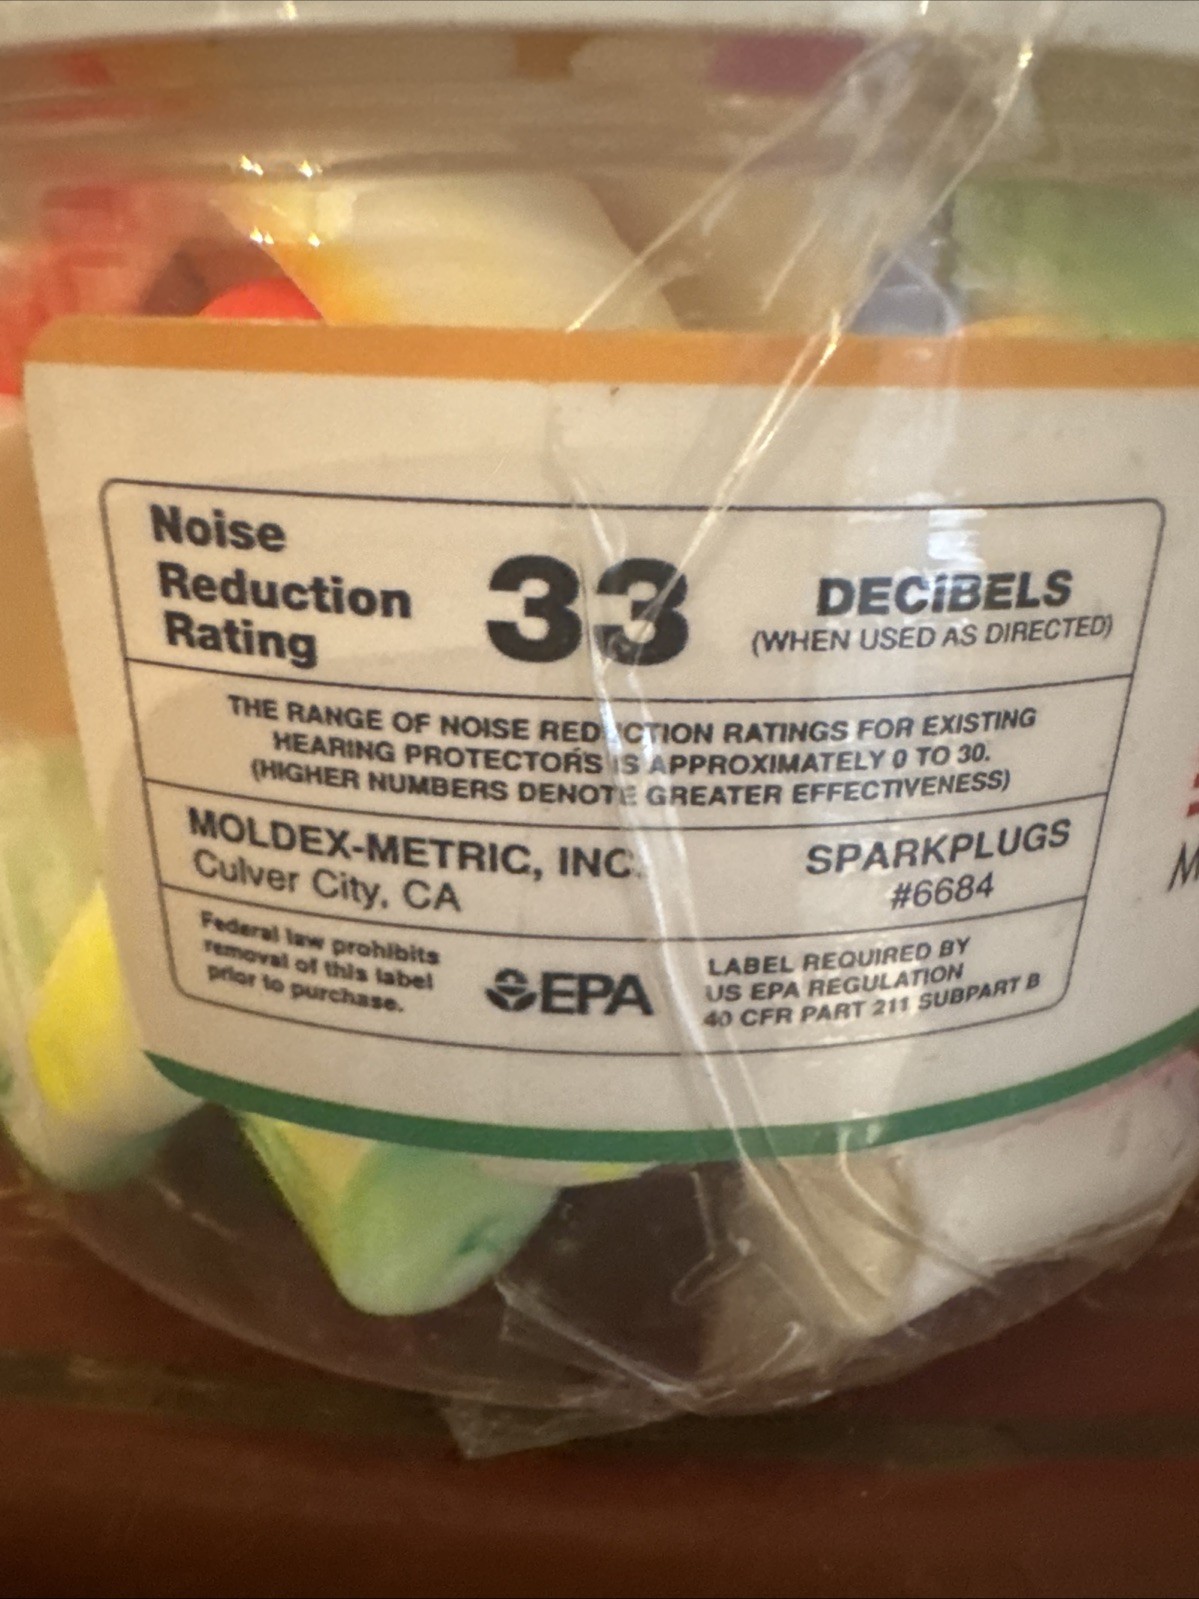 Noise
Reduction
Rating
33
DECIBELS
(WHEN USED AS DIRECTED)
THE RANGE OF NOISE REDUCTION RATINGS FOR EXISTING
HEARING PROTECTORS IS APPROXIMATELY 0 TO 30.
(HIGHER NUMBERS DENOTE GREATER EFFECTIVENESS)
MOLDEX-METRIC, INC.
Culver City, CA
SPARKPLUGS
#6684
Federal law prohibits
removal of this label
prior to purchase.
EPA
LABEL REQUIRED BY
US EPA REGULATION
40 CFR PART 211 SUBPART B